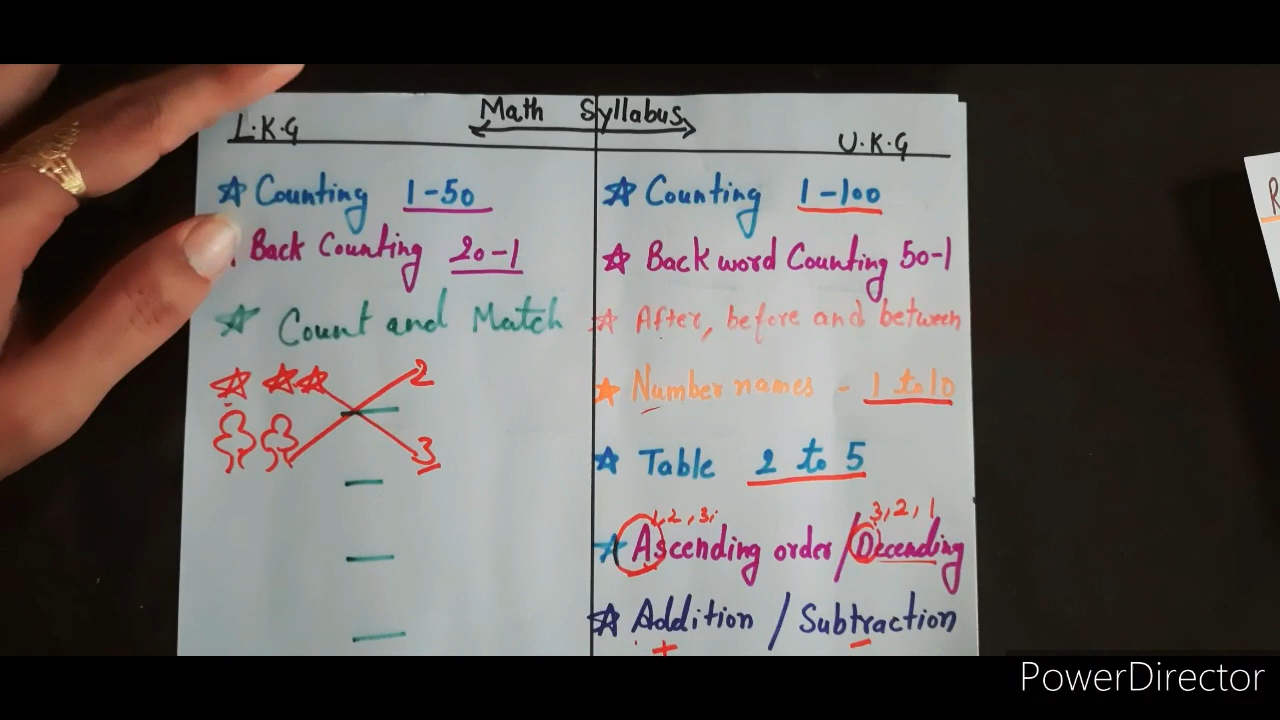 Math Syllabus
L.K.G
Counting 1-50
Back Counting 20-1
Count and Match
2
3
U.K.G
Counting 1-100
Back word Counting 50-1
After, before and between
Number names - 1 to 10
Table 2 to 5
1, 2, 3, 3, 2, 1
Ascending order / Decending
Addition / Subtraction
+ -
R
PowerDirector